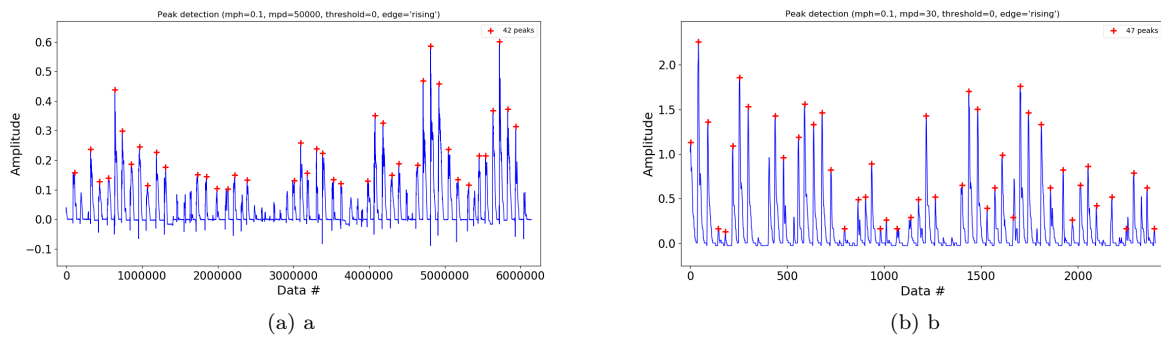 Peak detection (mph=0.1, mpd=50000, threshold=0, edge='rising')
42 peaks
0.6
0.5
0.4
0.3
0.2
0.1
0.0
−0.1
Amplitude
0 1000000 2000000 3000000 4000000 5000000 6000000
Data #
(a) a
Peak detection (mph=0.1, mpd=30, threshold=0, edge='rising')
47 peaks
2.0
1.5
1.0
0.5
0.0
Amplitude
0 500 1000 1500 2000
Data #
(b) b